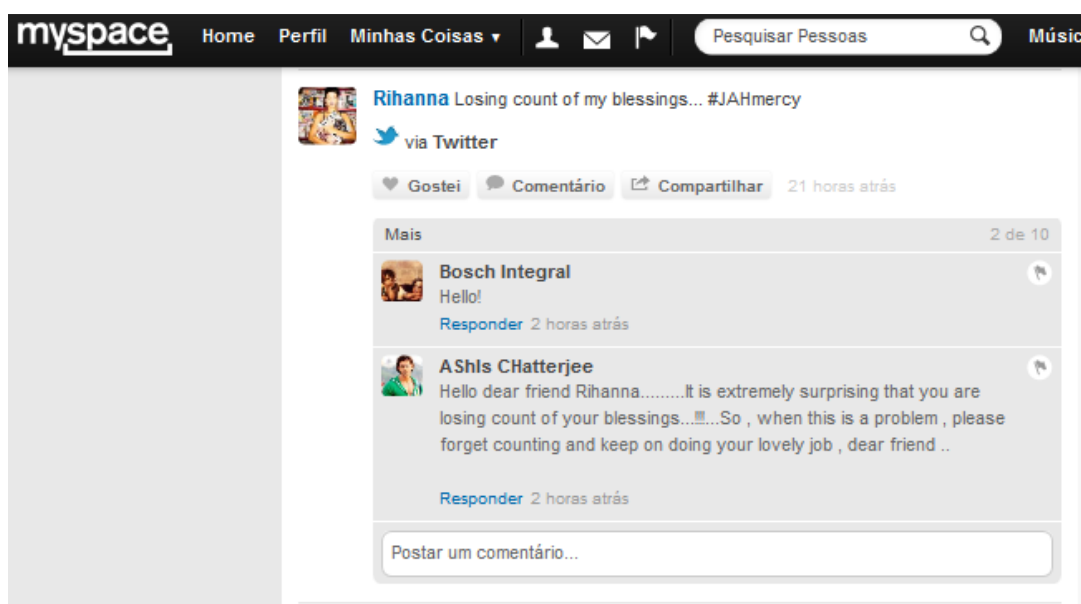 myspace Home Perfil Minhas Coisas Pesquisar Pessoas
Rihanna Losing count of my blessings... #JAHmercy
via Twitter
Gostei Comentário Compartilhar 21 horas atrás
Mais 2 de 10
Bosch Integral
Hello!
Responder 2 horas atrás
AShIs CHatterjee
Hello dear friend Rihanna.........It is extremely surprising that you are
losing count of your blessings...!!!...So , when this is a problem , please
forget counting and keep on doing your lovely job , dear friend ..
Responder 2 horas atrás
Postar um comentário...